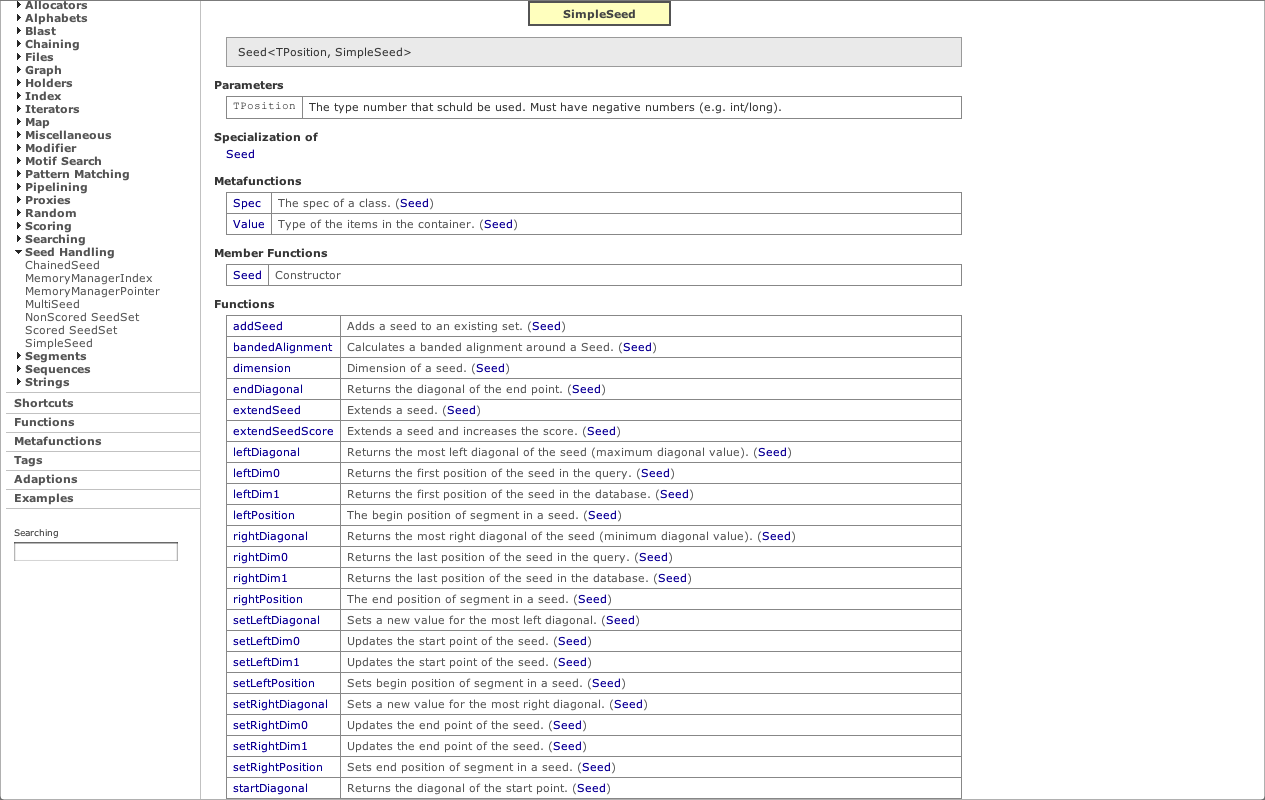 Allocators
Alphabets
Blast
Chaining
Files
Graph
Holders
Index
Iterators
Map
Miscellaneous
Modifier
Motif Search
Pattern Matching
Pipelining
Proxies
Random
Scoring
Searching
Seed Handling
ChainedSeed
MemoryManagerIndex
MemoryManagerPointer
MultiSeed
NonScored SeedSet
Scored SeedSet
SimpleSeed
Segments
Sequences
Strings
Shortcuts
Functions
Metafunctions
Tags
Adaptions
Examples
Searching
SimpleSeed
Seed<TPosition, SimpleSeed>
Parameters
TPosition The type number that schuld be used. Must have negative numbers (e.g. int/long).
Specialization of
Seed
Metafunctions
Spec The spec of a class. (Seed)
Value Type of the items in the container. (Seed)
Member Functions
Seed Constructor
Functions
addSeed Adds a seed to an existing set. (Seed)
bandedAlignment Calculates a banded alignment around a Seed. (Seed)
dimension Dimension of a seed. (Seed)
endDiagonal Returns the diagonal of the end point. (Seed)
extendSeed Extends a seed. (Seed)
extendSeedScore Extends a seed and increases the score. (Seed)
leftDiagonal Returns the most left diagonal of the seed (maximum diagonal value). (Seed)
leftDim0 Returns the first position of the seed in the query. (Seed)
leftDim1 Returns the first position of the seed in the database. (Seed)
leftPosition The begin position of segment in a seed. (Seed)
rightDiagonal Returns the most right diagonal of the seed (minimum diagonal value). (Seed)
rightDim0 Returns the last position of the seed in the query. (Seed)
rightDim1 Returns the last position of the seed in the database. (Seed)
rightPosition The end position of segment in a seed. (Seed)
setLeftDiagonal Sets a new value for the most left diagonal. (Seed)
setLeftDim0 Updates the start point of the seed. (Seed)
setLeftDim1 Updates the start point of the seed. (Seed)
setLeftPosition Sets begin position of segment in a seed. (Seed)
setRightDiagonal Sets a new value for the most right diagonal. (Seed)
setRightDim0 Updates the end point of the seed. (Seed)
setRightDim1 Updates the end point of the seed. (Seed)
setRightPosition Sets end position of segment in a seed. (Seed)
startDiagonal Returns the diagonal of the start point. (Seed)